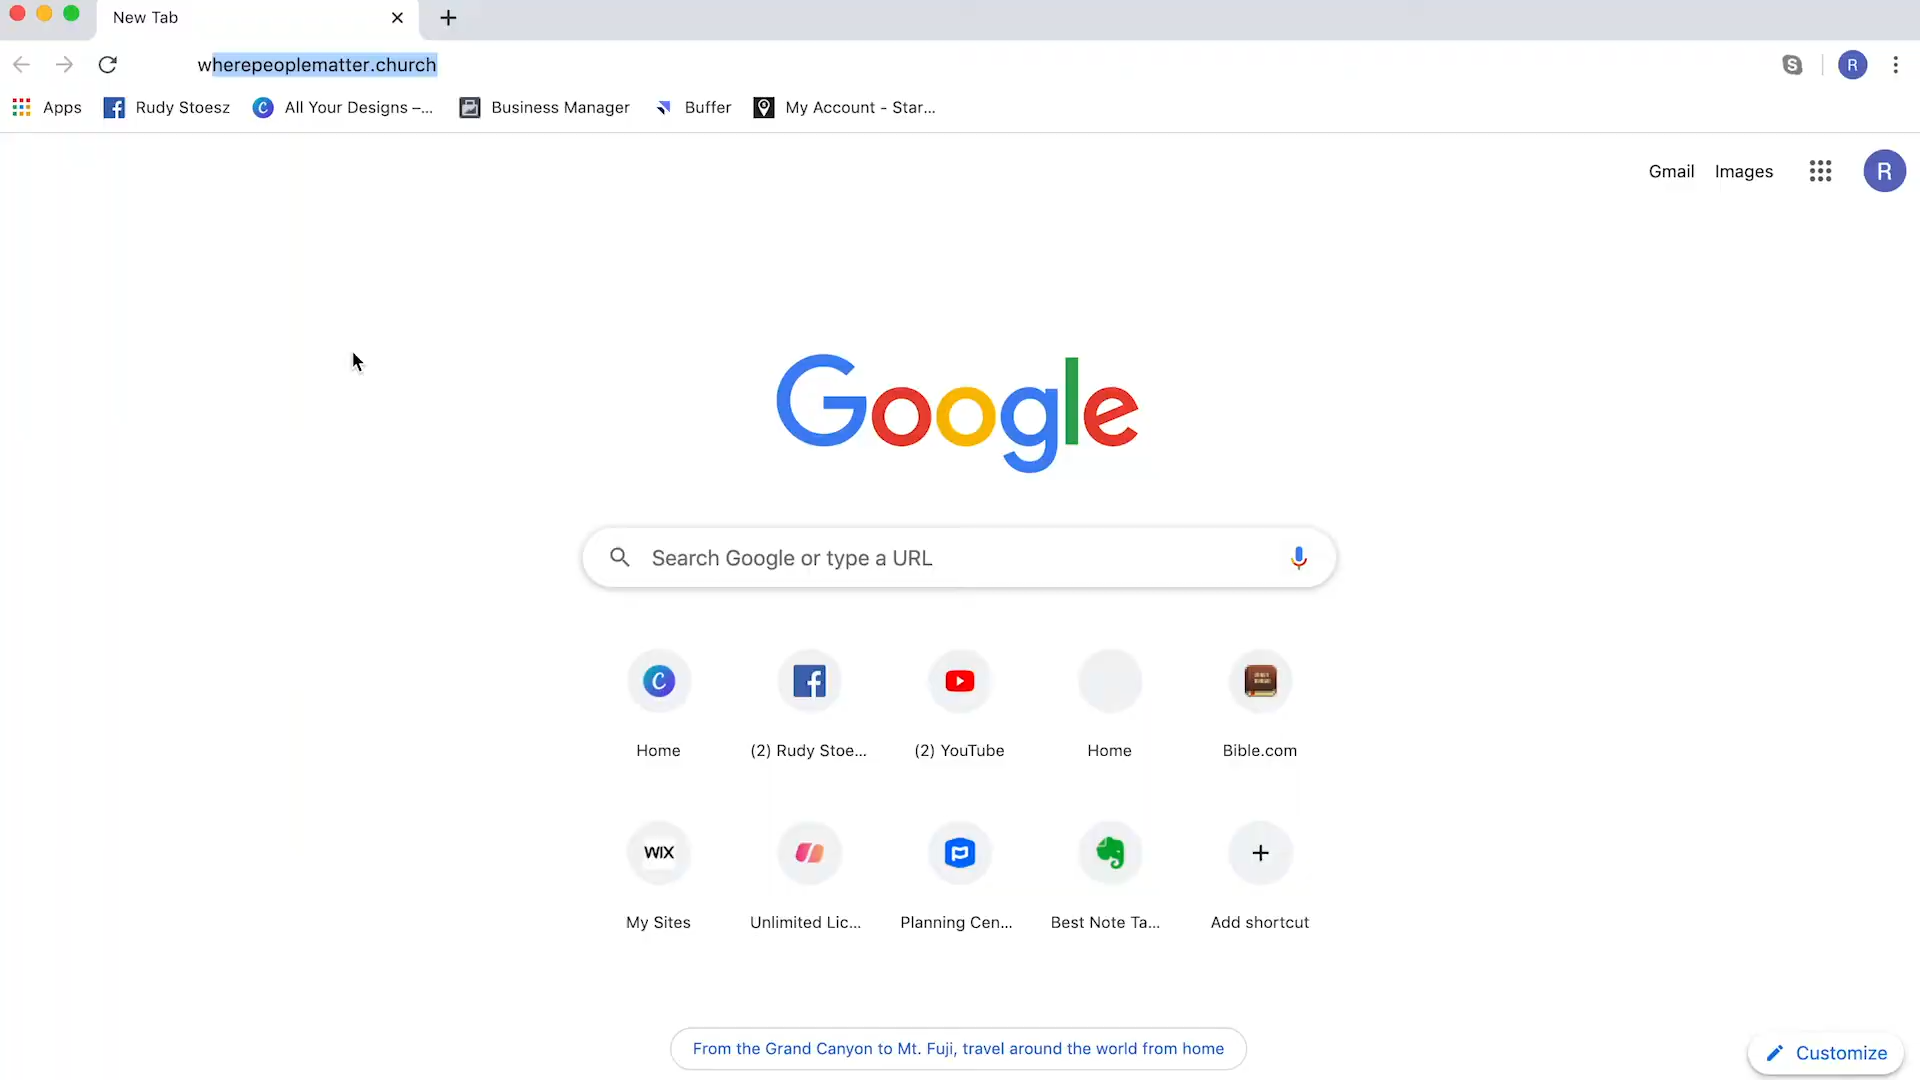 New Tab
wherepeoplematter.church
S
R
Apps
Rudy Stoesz
C
All Your Designs –...
Business Manager
Buffer
My Account - Star...
Gmail
Images
R
Google
Search Google or type a URL
Home
(2) Rudy Stoe...
(2) YouTube
Home
Bible.com
WIX
My Sites
Unlimited Lic...
Planning Cen...
Best Note Ta...
Add shortcut
From the Grand Canyon to Mt. Fuji, travel around the world from home
Customize